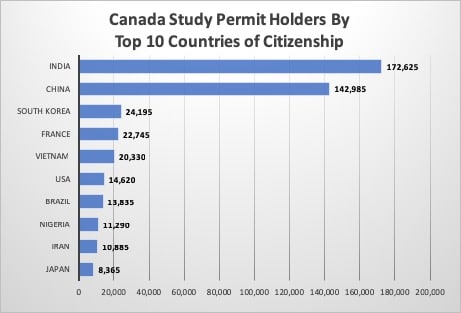 Canada Study Permit Holders By
Top 10 Countries of Citizenship
INDIA 172,625
CHINA 142,985
SOUTH KOREA 24,195
FRANCE 22,745
VIETNAM 20,330
USA 14,620
BRAZIL 13,835
NIGERIA 11,290
IRAN 10,885
JAPAN 8,365
0 20,000 40,000 60,000 80,000 100,000 120,000 140,000 160,000 180,000 200,000